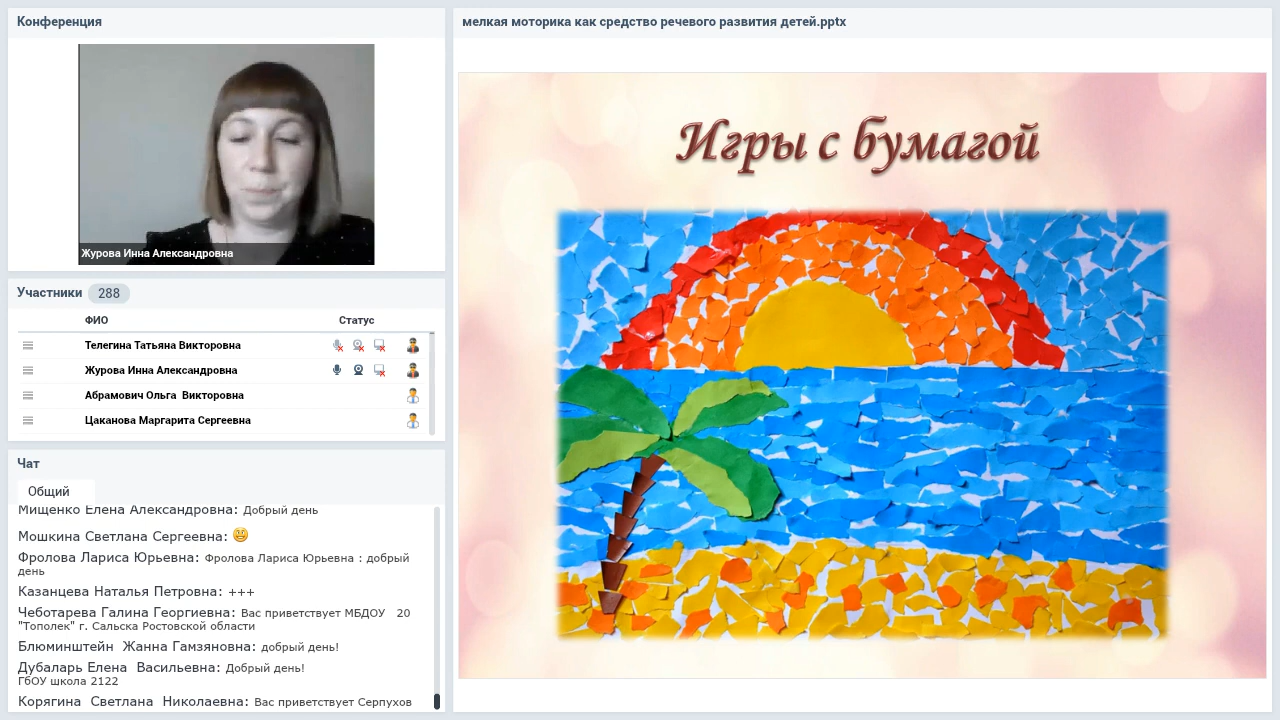 Конференция
Журова Инна Александровна
Участники 288
ФИО Статус
Телегина Татьяна Викторовна
Журова Инна Александровна
Абрамович Ольга Викторовна
Цаканова Маргарита Сергеевна
Чат
Общий
Мищенко Елена Александровна: Добрый день
Мошкина Светлана Сергеевна:
Фролова Лариса Юрьевна: Фролова Лариса Юрьевна : добрый
день
Казанцева Наталья Петровна: +++
Чеботарева Галина Георгиевна: Вас приветствует МБДОУ 20
"Тополек" г. Сальска Ростовской области
Блюминштейн Жанна Гамзяновна: добрый день!
Дубаларь Елена Васильевна: Добрый день!
ГбОУ школа 2122
Корягина Светлана Николаевна: Вас приветствует Серпухов
мелкая моторика как средство речевого развития детей.pptx
Игры с бумагой